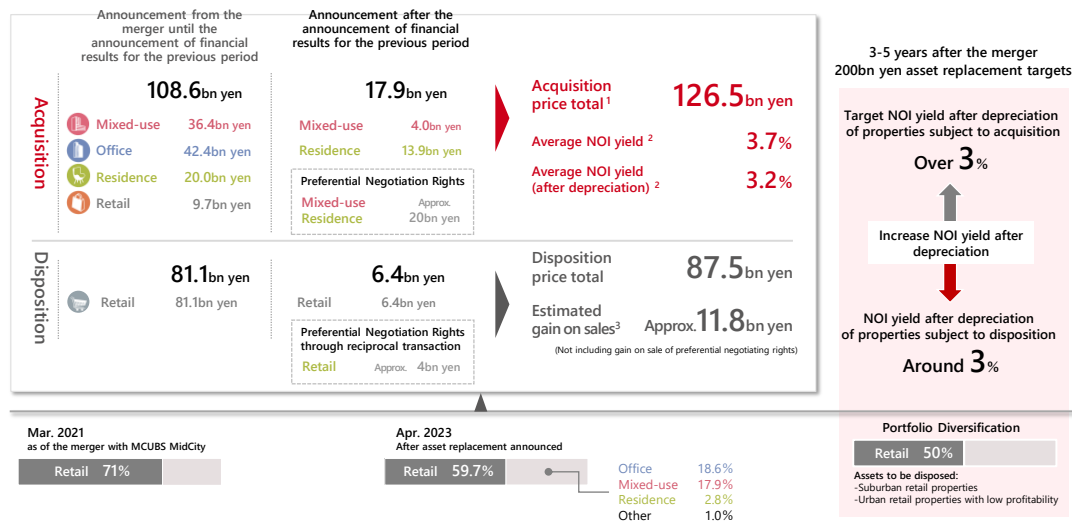 Announcement from the
merger until the
announcement of financial
results for the previous period
Announcement after the
announcement of financial
results for the previous period
Acquisition
108.6bn yen
Mixed-use 36.4bn yen
Office 42.4bn yen
Residence 20.0bn yen
Retail 9.7bn yen
17.9bn yen
Mixed-use 4.0bn yen
Residence 13.9bn yen
Preferential Negotiation Rights
Mixed-use Approx.
Residence 20bn yen
Acquisition
price total 1 126.5bn yen
Average NOI yield 2 3.7%
Average NOI yield
(after depreciation) 2 3.2%
Disposition
81.1bn yen
Retail 81.1bn yen
6.4bn yen
Retail 6.4bn yen
Preferential Negotiation Rights
through reciprocal transaction
Retail Approx. 4bn yen
Disposition
price total 87.5bn yen
Estimated
gain on sales3 Approx.11.8bn yen
(Not including gain on sale of preferential negotiating rights)
3-5 years after the merger
200bn yen asset replacement targets
Target NOI yield after depreciation
of properties subject to acquisition
Over 3%
Increase NOI yield after
depreciation
NOI yield after depreciation
of properties subject to disposition
Around 3%
Mar. 2021
as of the merger with MCUBS MidCity
Retail 71%
Apr. 2023
After asset replacement announced
Retail 59.7%
Office 18.6%
Mixed-use 17.9%
Residence 2.8%
Other 1.0%
Portfolio Diversification
Retail 50%
Assets to be disposed:
-Suburban retail properties
-Urban retail properties with low profitability